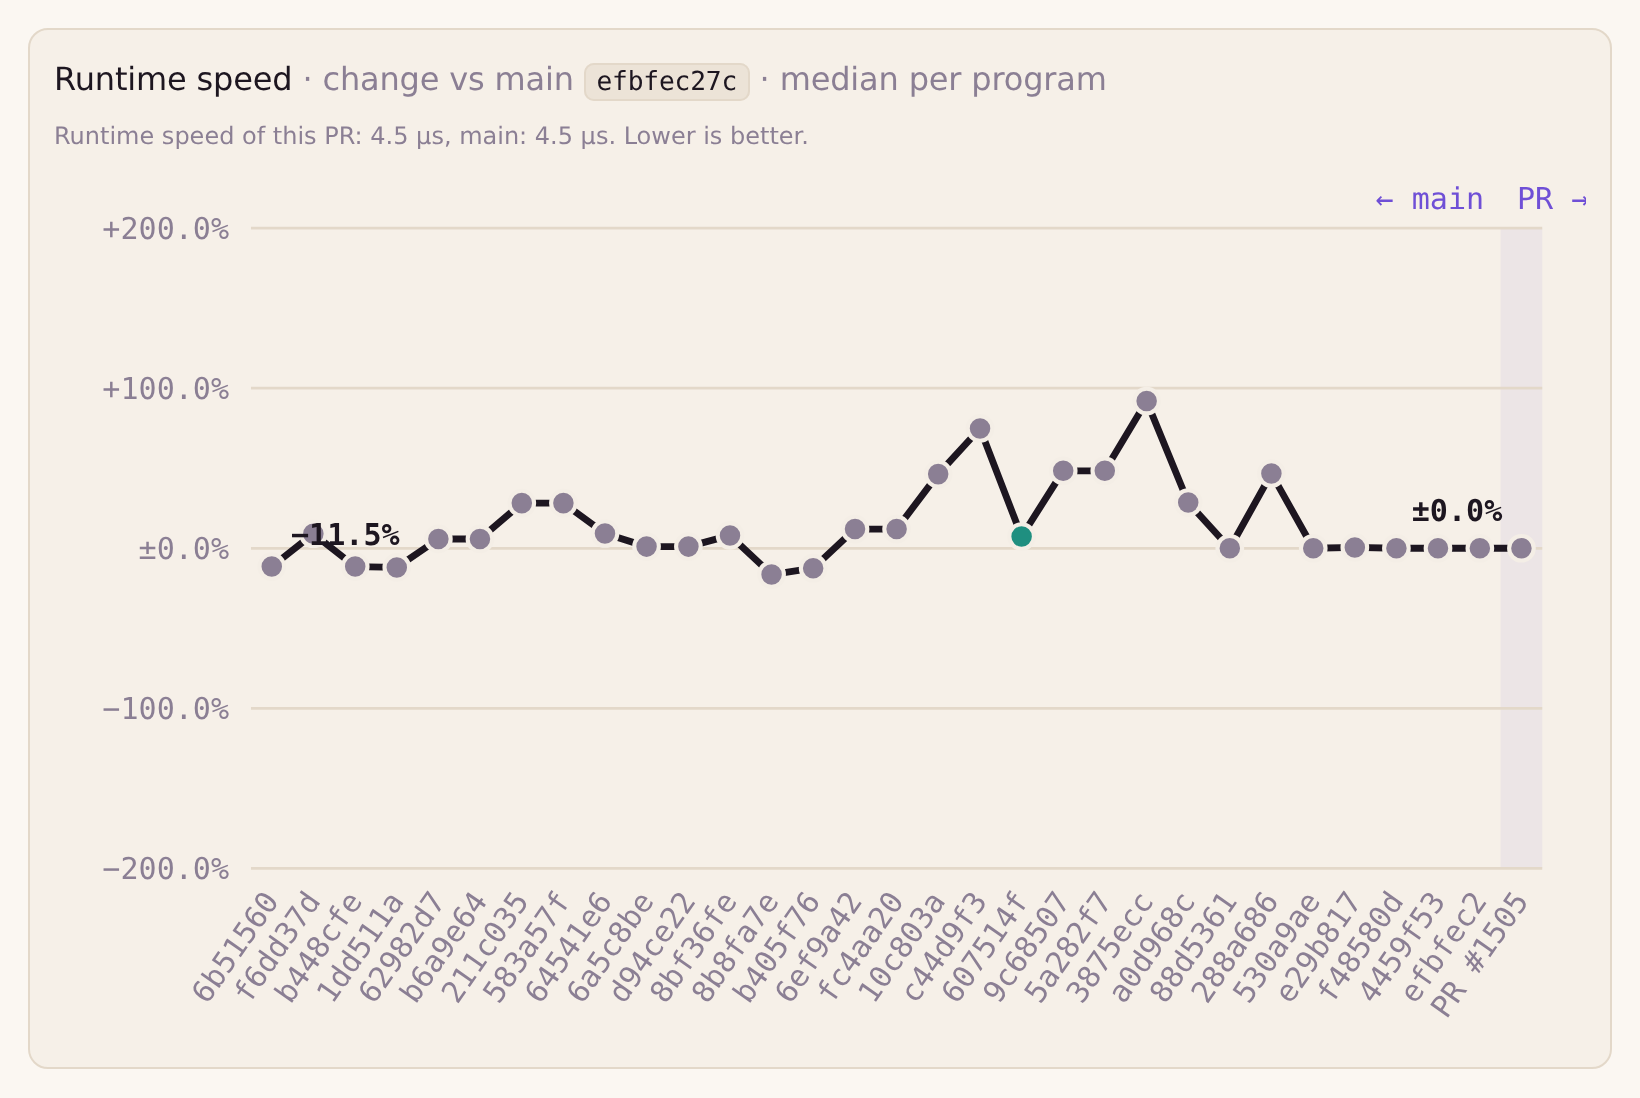 Runtime speed · change vs main efbfec27c · median per program
Runtime speed of this PR: 4.5 µs, main: 4.5 µs. Lower is better.
← main PR →
+200.0%
+100.0%
±0.0%
−100.0%
−200.0%
−11.5%
±0.0%
6b51560
f6dd37d
b448cfe
1dd511a
62982d7
b6a9e64
211c035
583a57f
64541e6
6a5c8be
d94ce22
8bf36fe
8b8fa7e
b405f76
6ef9a42
fc4aa20
10c803a
c44d9f3
607514f
9c68507
5a282f7
3875ecc
a0d968c
88d5361
288a686
530a9ae
e29b817
f48580d
4459f53
efbfec2
PR #1505